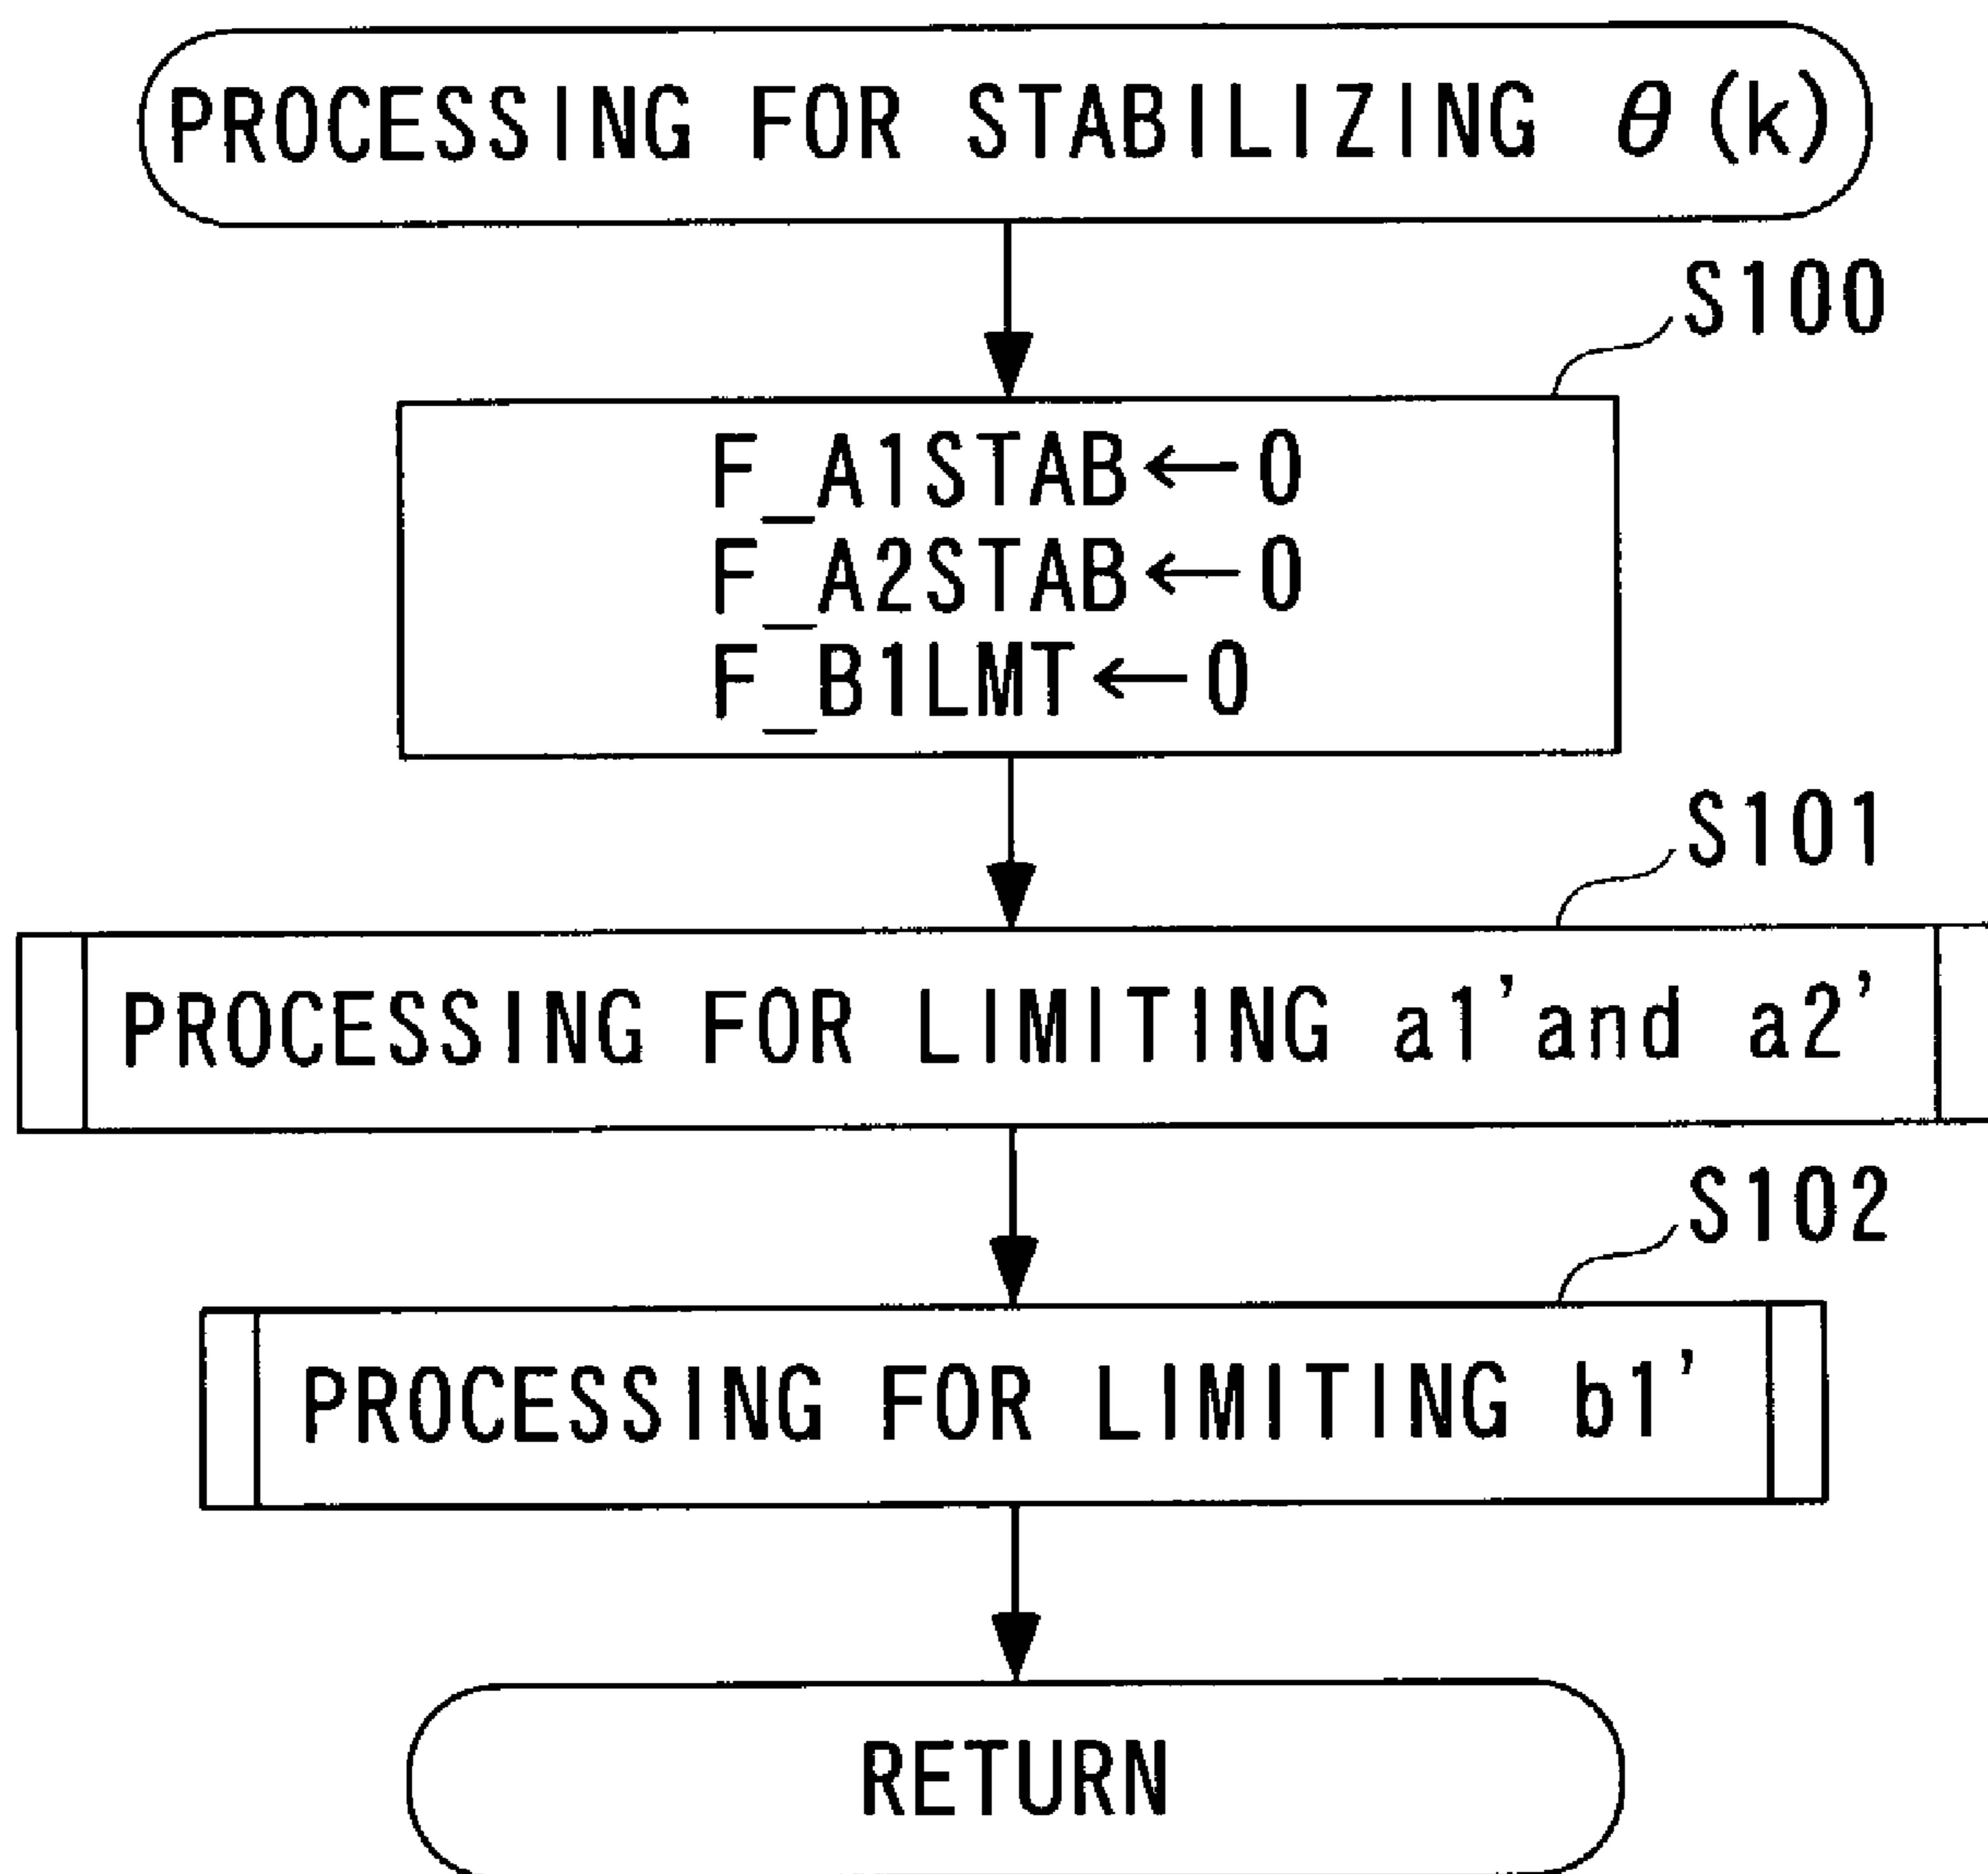 PROCESSING FOR STABILIZING θ(k)
S100
F_A1STAB←0
F_A2STAB←0
F_B1LMT←0
S101
PROCESSING FOR LIMITING a1' and a2'
S102
PROCESSING FOR LIMITING b1'
RETURN